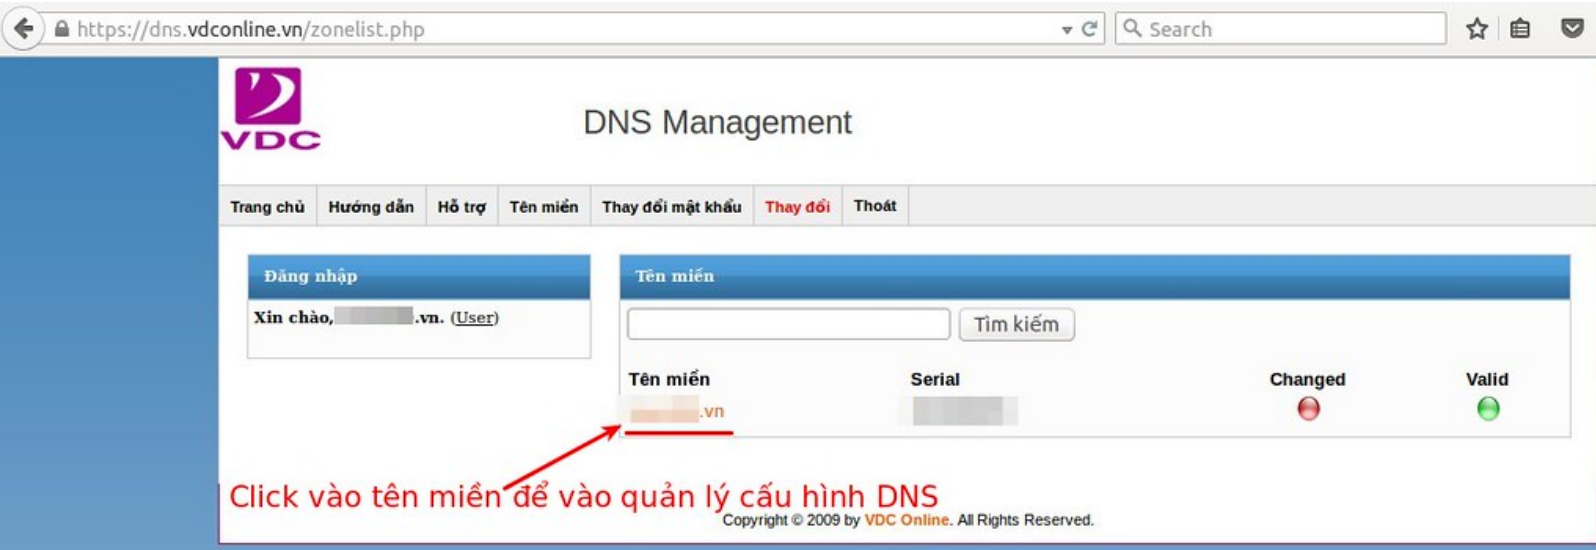 https://dns.vdconline.vn/zonelist.php
Search
VDC
DNS Management
Trang chủ Hướng dẫn Hỗ trợ Tên miền Thay đổi mật khẩu Thay đổi Thoát
Đăng nhập
Xin chào, .vn. (User)
Tên miền
Tìm kiếm
Tên miền Serial Changed Valid
.vn
Click vào tên miền để vào quản lý cấu hình DNS
Copyright © 2009 by VDC Online. All Rights Reserved.